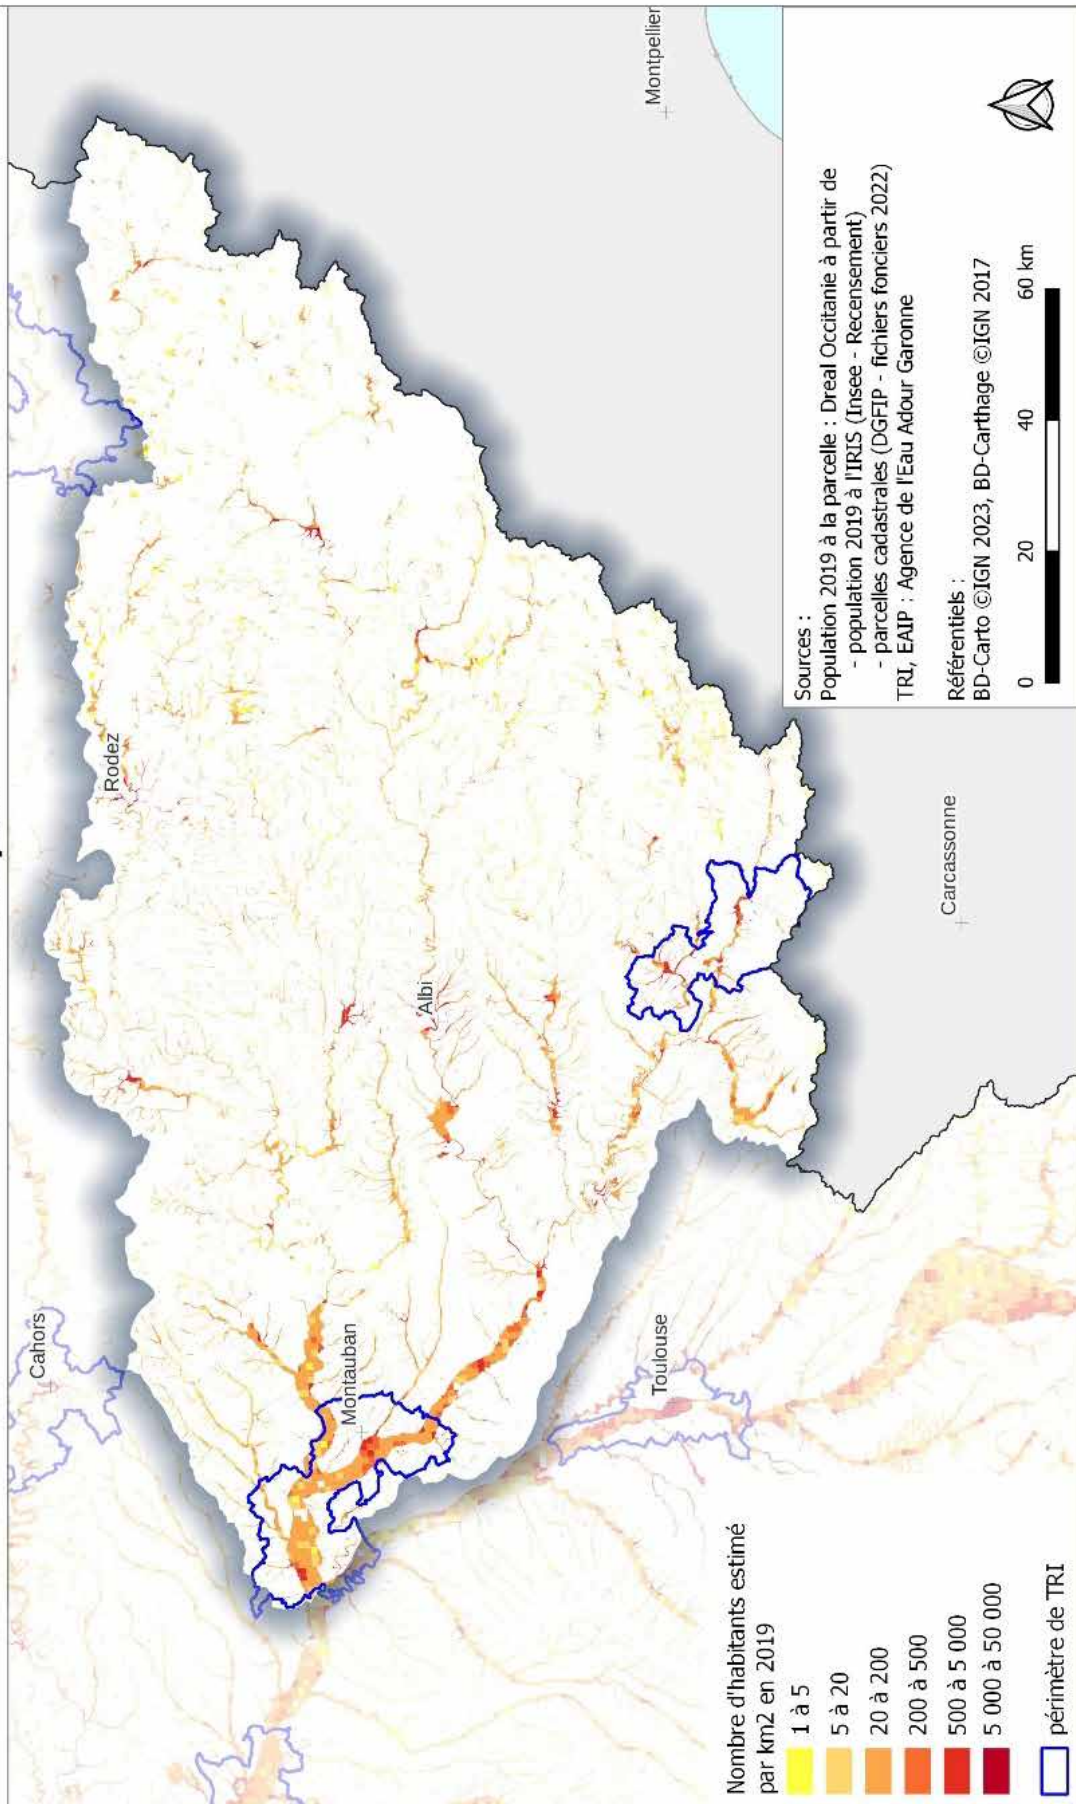 Cahors
Rodez
Montpellier
Albi
Montauban
Toulouse
Carcassonne
Nombre d'habitants estimé
par km2 en 2019
1 à 5
5 à 20
20 à 200
200 à 500
500 à 5 000
5 000 à 50 000
périmètre de TRI
Sources :
Population 2019 à la parcelle : Dreal Occitanie à partir de
- population 2019 à l'IRIS (Insee - Recensement)
- parcelles cadastrales (DGFIP - fichiers fonciers 2022)
TRI, EAIP : Agence de l'Eau Adour Garonne
Référentiels :
BD-Carto ©IGN 2023, BD-Carthage ©IGN 2017
0 20 40 60 km